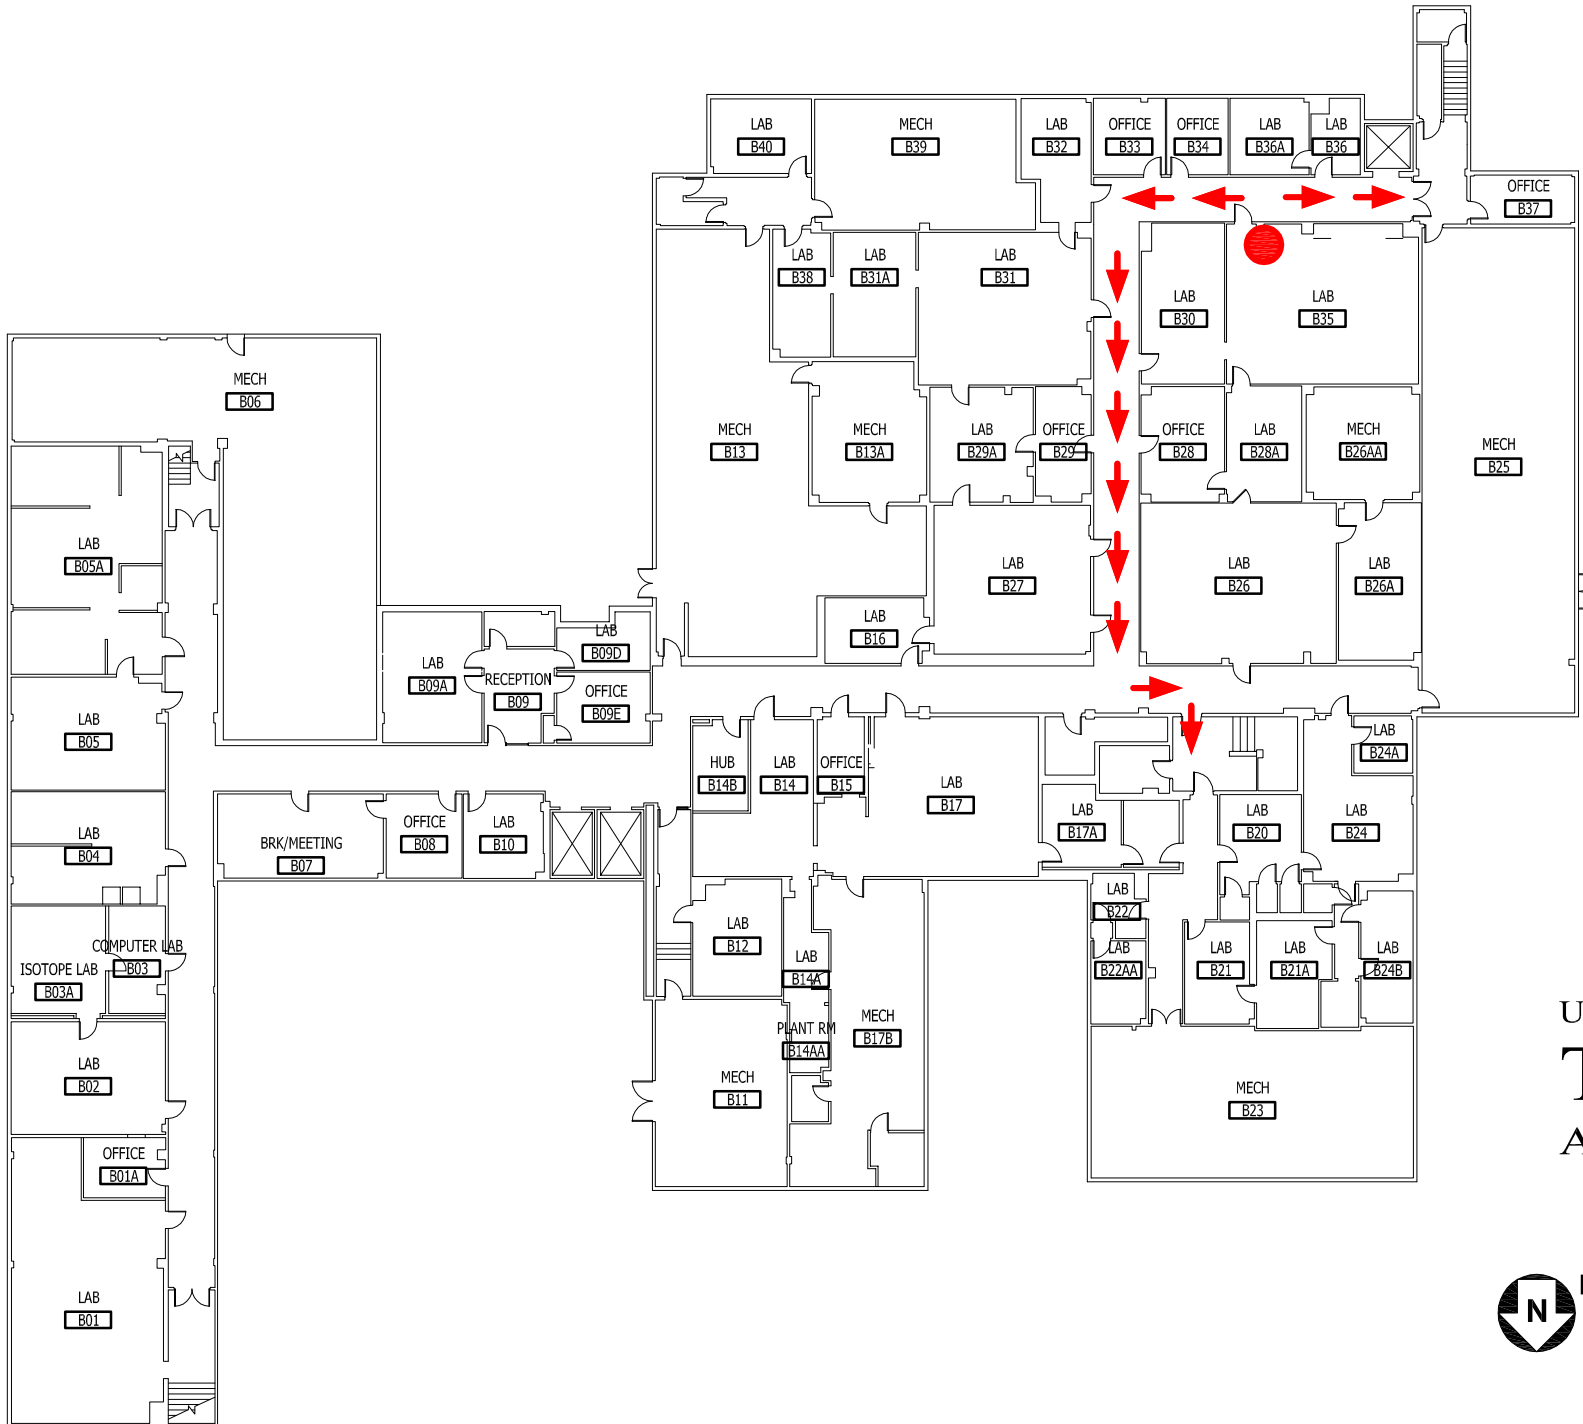 LAB
B40
MECH
B39
LAB
B32
OFFICE
B33
OFFICE
B34
LAB
B36A
LAB
B36
OFFICE
B37
LAB
B38
LAB
B31A
LAB
B31
LAB
B30
LAB
B35
MECH
B06
MECH
B13
MECH
B13A
LAB
B29A
OFFICE
B29
OFFICE
B28
LAB
B28A
MECH
B26AA
MECH
B25
LAB
B05A
LAB
B27
LAB
B26
LAB
B26A
LAB
B16
LAB
B09D
LAB
B09A
RECEPTION
B09
OFFICE
B09E
LAB
B05
HUB
B14B
LAB
B14
OFFICE
B15
LAB
B17
LAB
B24A
LAB
B17A
LAB
B20
LAB
B24
LAB
B04
BRK/MEETING
B07
OFFICE
B08
LAB
B10
LAB
B22
LAB
B12
LAB
B14A
LAB
B22AA
LAB
B21
LAB
B21A
LAB
B24B
COMPUTER LAB
B03
ISOTOPE LAB
B03A
PLANT RM
B14AA
MECH
B17B
LAB
B02
MECH
B11
MECH
B23
OFFICE
B01A
LAB
B01
U
T
A
N